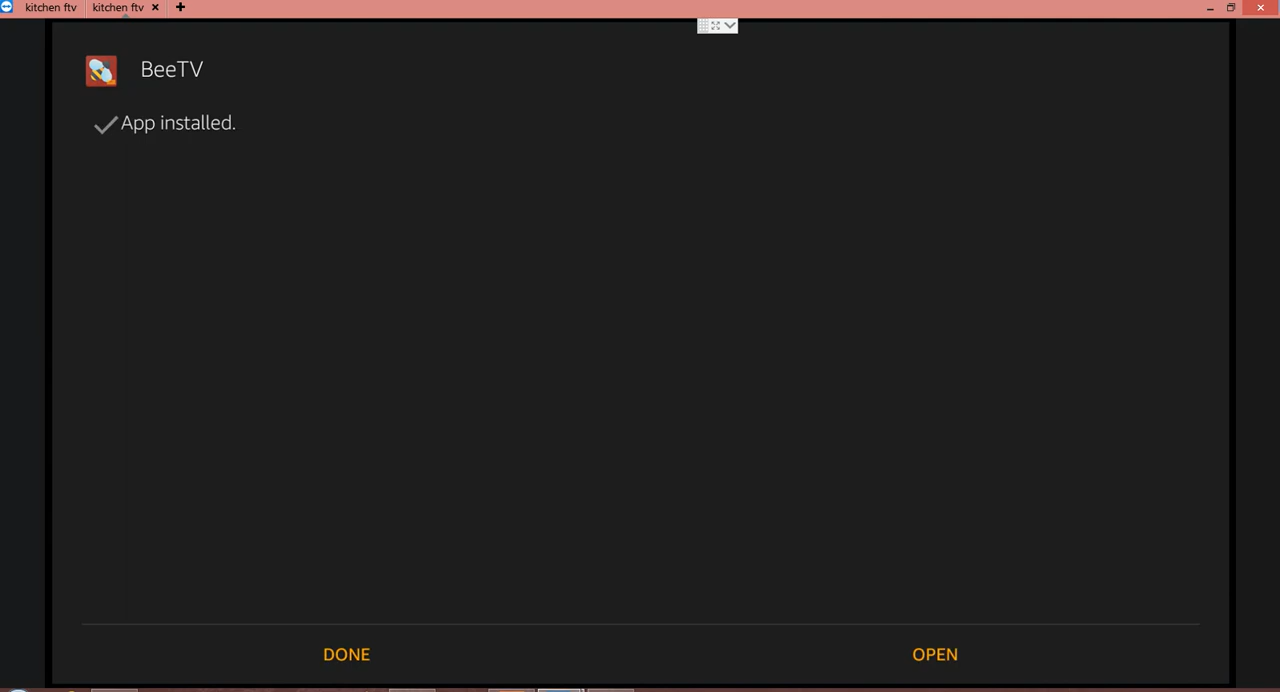 kitchen ftv
kitchen ftv
BeeTV
App installed.
DONE
OPEN